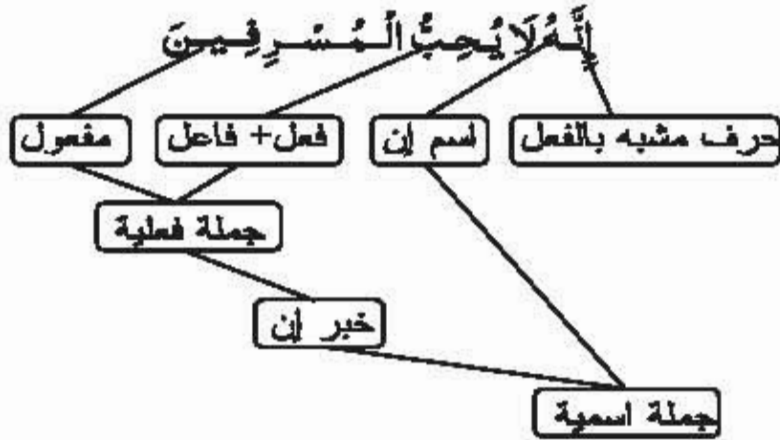 إِنَّهُ لَا يُحِبُّ الْمُسْرِفِينَ
حرف مشبه بالفعل اسم إن فعل+ فاعل مفعول
جملة فعلية
خبر إن
جملة اسمية